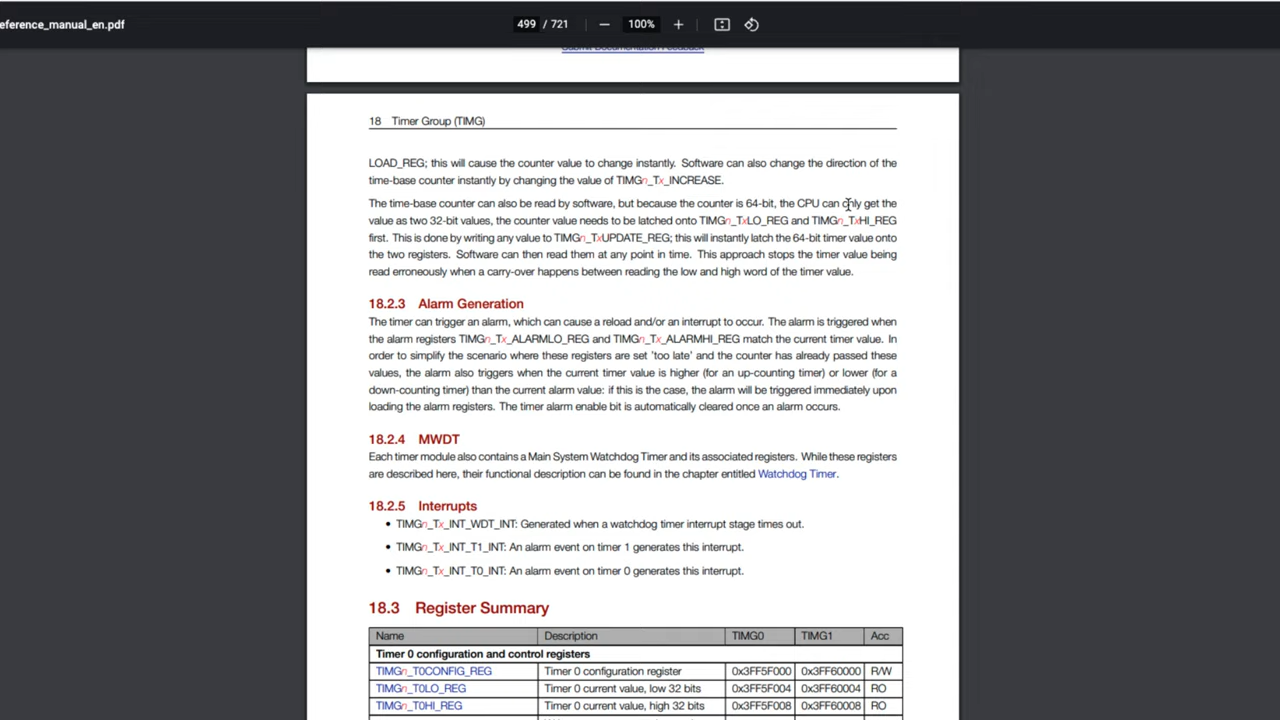 eference_manual_en.pdf
499 / 721
100%
Submit Documentation Feedback
18 Timer Group (TIMG)
LOAD_REG; this will cause the counter value to change instantly. Software can also change the direction of the
time-base counter instantly by changing the value of TIMGn_Tx_INCREASE.
The time-base counter can also be read by software, but because the counter is 64-bit, the CPU can only get the
value as two 32-bit values, the counter value needs to be latched onto TIMGn_TxLO_REG and TIMGn_TxHI_REG
first. This is done by writing any value to TIMGn_TxUPDATE_REG; this will instantly latch the 64-bit timer value onto
the two registers. Software can then read them at any point in time. This approach stops the timer value being
read erroneously when a carry-over happens between reading the low and high word of the timer value.
18.2.3 Alarm Generation
The timer can trigger an alarm, which can cause a reload and/or an interrupt to occur. The alarm is triggered when
the alarm registers TIMGn_Tx_ALARMLO_REG and TIMGn_Tx_ALARMHI_REG match the current timer value. In
order to simplify the scenario where these registers are set 'too late' and the counter has already passed these
values, the alarm also triggers when the current timer value is higher (for an up-counting timer) or lower (for a
down-counting timer) than the current alarm value: if this is the case, the alarm will be triggered immediately upon
loading the alarm registers. The timer alarm enable bit is automatically cleared once an alarm occurs.
18.2.4 MWDT
Each timer module also contains a Main System Watchdog Timer and its associated registers. While these registers
are described here, their functional description can be found in the chapter entitled Watchdog Timer.
18.2.5 Interrupts
• TIMGn_Tx_INT_WDT_INT: Generated when a watchdog timer interrupt stage times out.
• TIMGn_Tx_INT_T1_INT: An alarm event on timer 1 generates this interrupt.
• TIMGn_Tx_INT_T0_INT: An alarm event on timer 0 generates this interrupt.
18.3 Register Summary
Name Description TIMG0 TIMG1 Acc
Timer 0 configuration and control registers
TIMGn_T0CONFIG_REG Timer 0 configuration register 0x3FF5F000 0x3FF60000 R/W
TIMGn_T0LO_REG Timer 0 current value, low 32 bits 0x3FF5F004 0x3FF60004 RO
TIMGn_T0HI_REG Timer 0 current value, high 32 bits 0x3FF5F008 0x3FF60008 RO